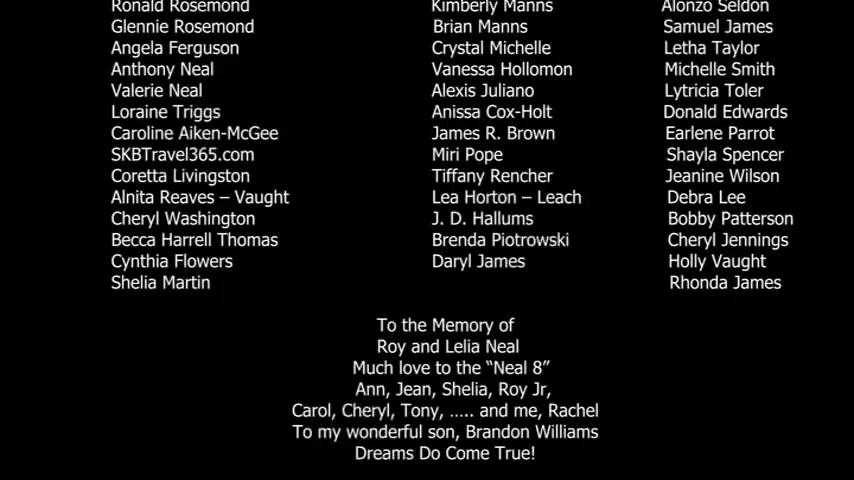 Ronald Rosemond
Glennie Rosemond
Angela Ferguson
Anthony Neal
Valerie Neal
Loraine Triggs
Caroline Aiken-McGee
SKBTravel365.com
Coretta Livingston
Alnita Reaves – Vaught
Cheryl Washington
Becca Harrell Thomas
Cynthia Flowers
Shelia Martin
Kimberly Manns
Brian Manns
Crystal Michelle
Vanessa Hollomon
Alexis Juliano
Anissa Cox-Holt
James R. Brown
Miri Pope
Tiffany Rencher
Lea Horton – Leach
J. D. Hallums
Brenda Piotrowski
Daryl James
Alonzo Seldon
Samuel James
Letha Taylor
Michelle Smith
Lytricia Toler
Donald Edwards
Earlene Parrot
Shayla Spencer
Jeanine Wilson
Debra Lee
Bobby Patterson
Cheryl Jennings
Holly Vaught
Rhonda James
To the Memory of
Roy and Lelia Neal
Much love to the “Neal 8”
Ann, Jean, Shelia, Roy Jr,
Carol, Cheryl, Tony, ..... and me, Rachel
To my wonderful son, Brandon Williams
Dreams Do Come True!